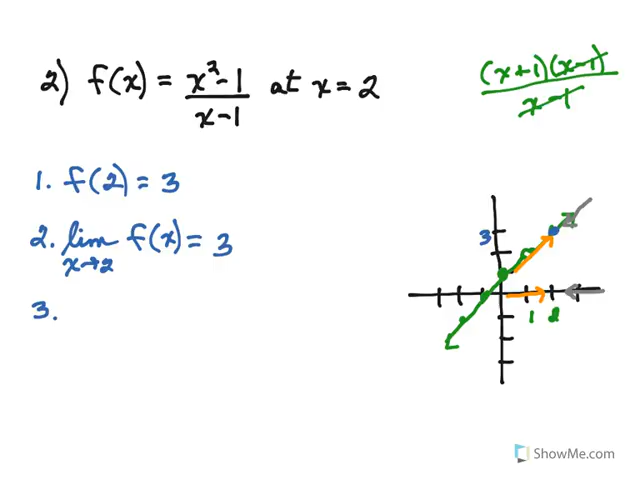 2) f(x) = x²-1 / x-1 at x = 2
(x+1)(x-1) / x-1
1. f(2) = 3
2. lim x→2 f(x) = 3
3.
3
1 2
ShowMe.com